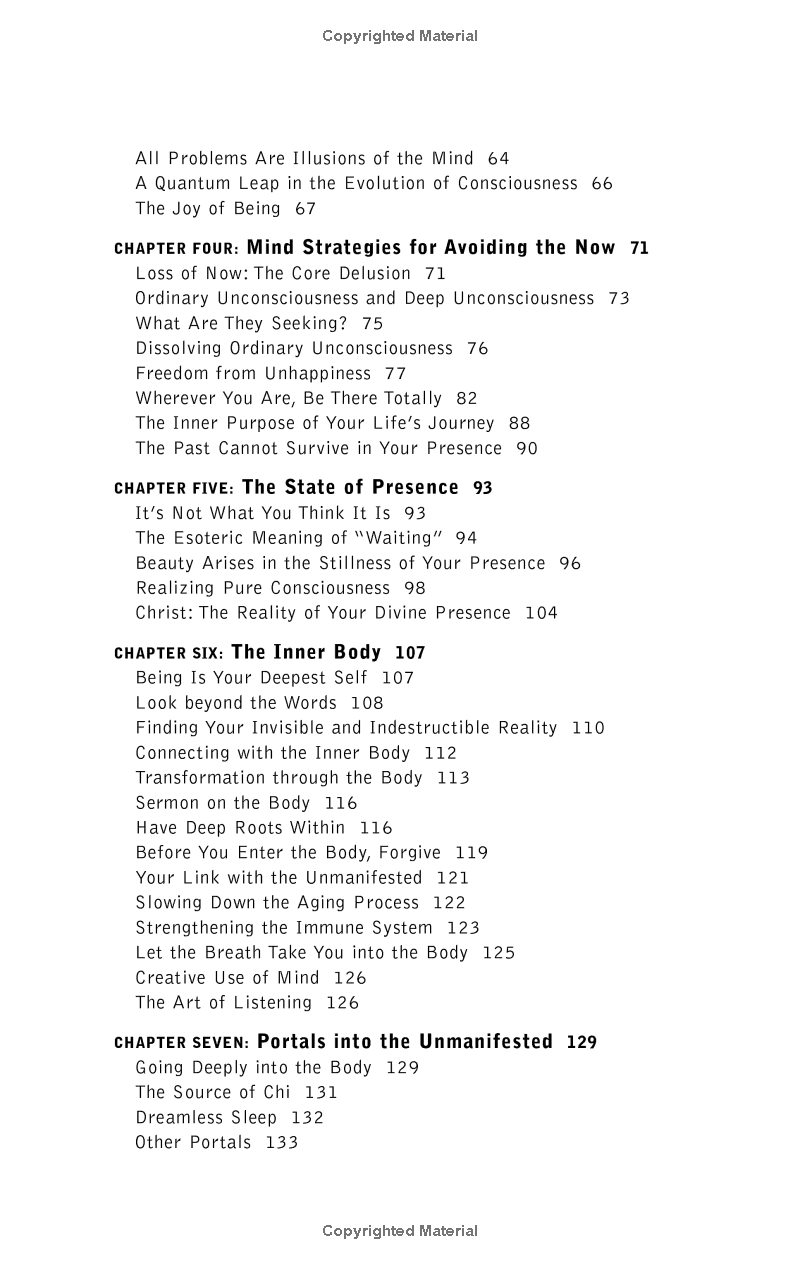 Copyrighted Material
All Problems Are Illusions of the Mind 64
A Quantum Leap in the Evolution of Consciousness 66
The Joy of Being 67
CHAPTER FOUR: Mind Strategies for Avoiding the Now 71
Loss of Now: The Core Delusion 71
Ordinary Unconsciousness and Deep Unconsciousness 73
What Are They Seeking? 75
Dissolving Ordinary Unconsciousness 76
Freedom from Unhappiness 77
Wherever You Are, Be There Totally 82
The Inner Purpose of Your Life’s Journey 88
The Past Cannot Survive in Your Presence 90
CHAPTER FIVE: The State of Presence 93
It’s Not What You Think It Is 93
The Esoteric Meaning of “Waiting” 94
Beauty Arises in the Stillness of Your Presence 96
Realizing Pure Consciousness 98
Christ: The Reality of Your Divine Presence 104
CHAPTER SIX: The Inner Body 107
Being Is Your Deepest Self 107
Look beyond the Words 108
Finding Your Invisible and Indestructible Reality 110
Connecting with the Inner Body 112
Transformation through the Body 113
Sermon on the Body 116
Have Deep Roots Within 116
Before You Enter the Body, Forgive 119
Your Link with the Unmanifested 121
Slowing Down the Aging Process 122
Strengthening the Immune System 123
Let the Breath Take You into the Body 125
Creative Use of Mind 126
The Art of Listening 126
CHAPTER SEVEN: Portals into the Unmanifested 129
Going Deeply into the Body 129
The Source of Chi 131
Dreamless Sleep 132
Other Portals 133
Copyrighted Material